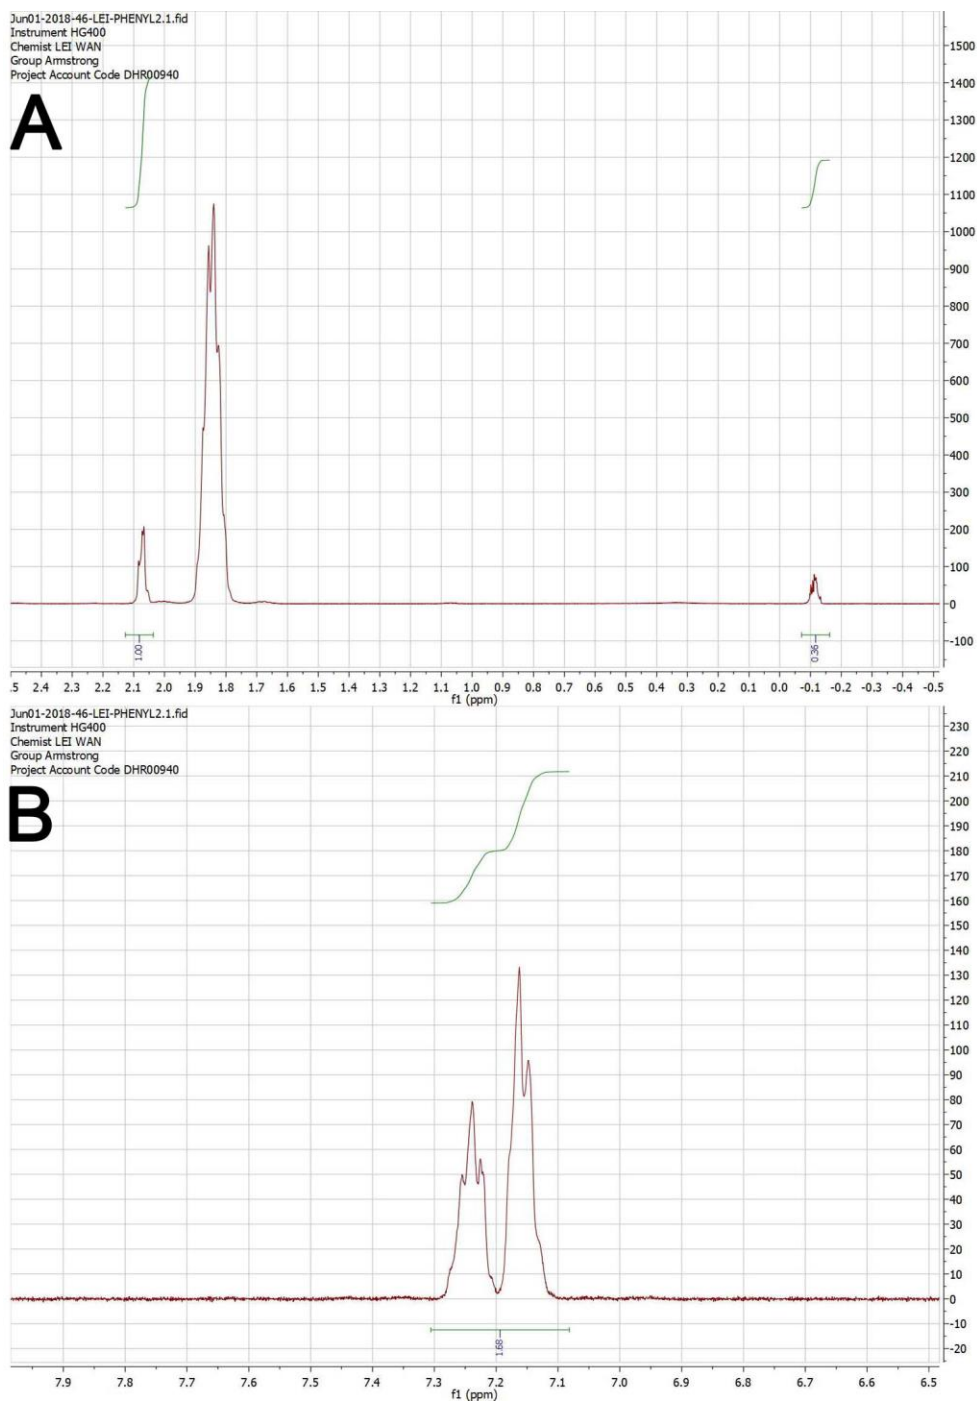 Jun01-2018-46-LEI-PHENYL2.1.fid
Instrument HG400
Chemist LEI WAN
Group Armstrong
Project Account Code DHR00940
A
1500
1400
1300
1200
1100
1000
900
800
700
600
500
400
300
200
100
0
-100
1.00
0.36
.5 2.4 2.3 2.2 2.1 2.0 1.9 1.8 1.7 1.6 1.5 1.4 1.3 1.2 1.1 1.0 0.9 0.8 0.7 0.6 0.5 0.4 0.3 0.2 0.1 0.0 -0.1 -0.2 -0.3 -0.4 -0.5
f1 (ppm)
Jun01-2018-46-LEI-PHENYL2.1.fid
Instrument HG400
Chemist LEI WAN
Group Armstrong
Project Account Code DHR00940
B
230
220
210
200
190
180
170
160
150
140
130
120
110
100
90
80
70
60
50
40
30
20
10
0
-10
-20
1.68
7.9 7.8 7.7 7.6 7.5 7.4 7.3 7.2 7.1 7.0 6.9 6.8 6.7 6.6 6.5
f1 (ppm)